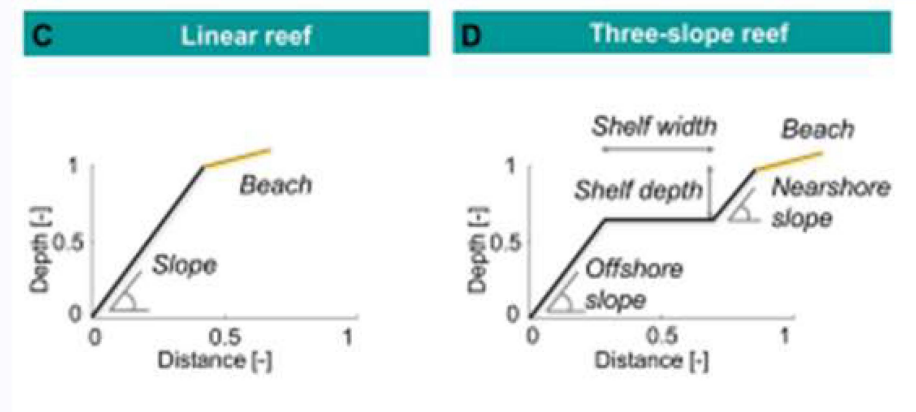 C
Linear reef
D
Three-slope reef
1
0.5
0
Depth [-]
Beach
Slope
0
0.5
1
Distance [-]
1
0.5
0
Depth [-]
Shelf width
Beach
Shelf depth
Nearshore
slope
Offshore
slope
0
0.5
1
Distance [-]